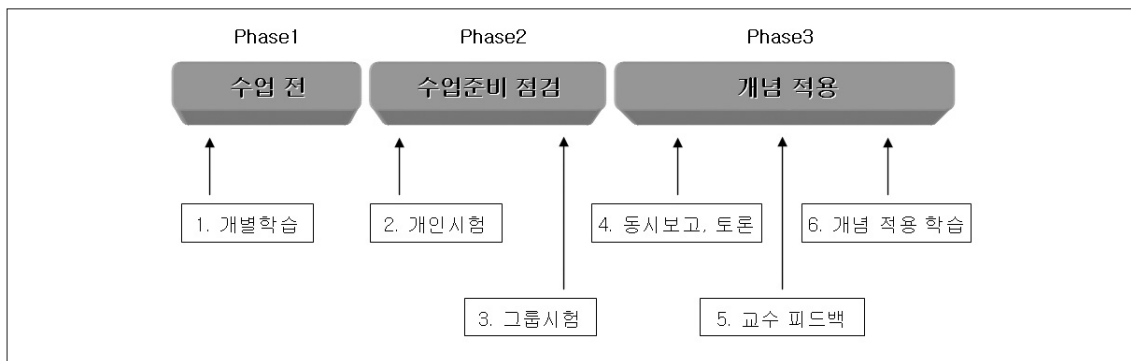 Phase1 Phase2 Phase3
수업 전 수업준비 점검 개념 적용
1. 개별학습 2. 개인시험 4. 동시보고, 토론 6. 개념 적용 학습
3. 그룹시험 5. 교수 피드백